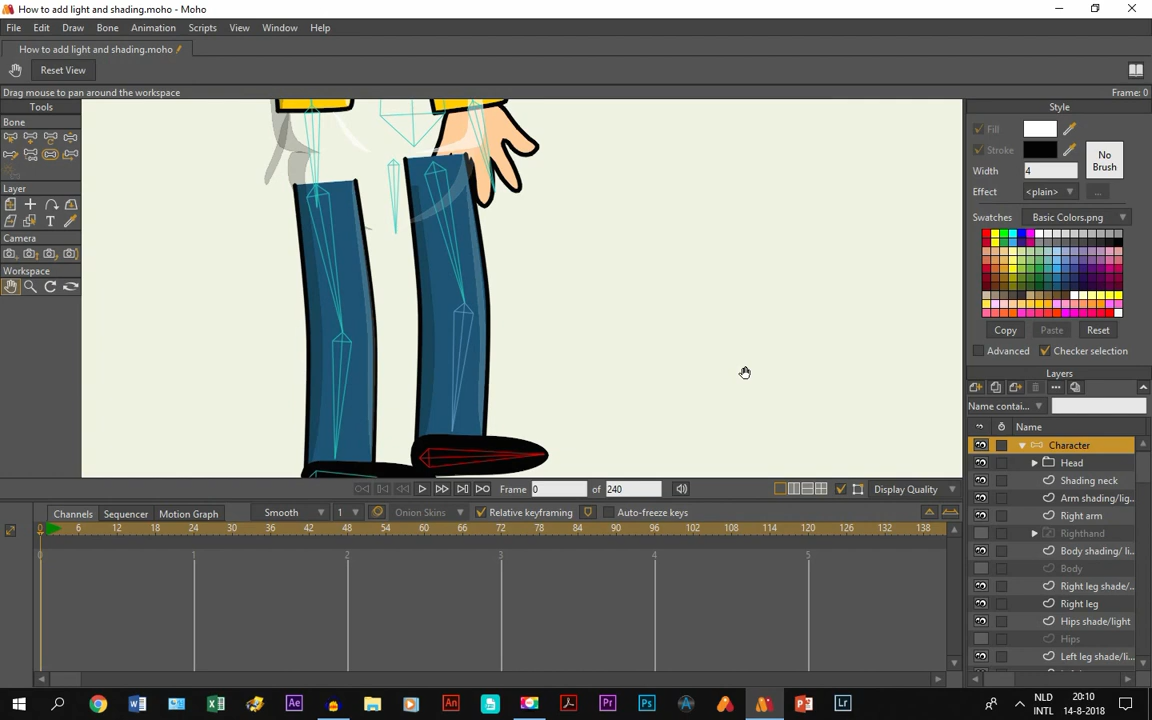 How to add light and shading.moho - Moho
File Edit Draw Bone Animation Scripts View Window Help
How to add light and shading.moho
Reset View
Drag mouse to pan around the workspace Frame: 0
Tools
Bone
Layer
Camera
Workspace
Style
Fill
Stroke
No Brush
Width 4
Effect <plain> ...
Swatches Basic Colors.png
Copy Paste Reset
Advanced Checker selection
Layers
Name contai...
Name
Character
Head
Shading neck
Arm shading/lig...
Right arm
Righthand
Body shading/ li...
Body
Right leg shade/...
Right leg
Hips shade/light
Hips
Left leg shade/li...
Frame 0 of 240 Display Quality
Channels Sequencer Motion Graph Smooth 1 Onion Skins Relative keyframing Auto-freeze keys
0 6 12 18 24 30 36 42 48 54 60 66 72 78 84 90 96 102 108 114 120 126 132 138
0 1 2 3 4 5
NLD 20:10
INTL 14-8-2018